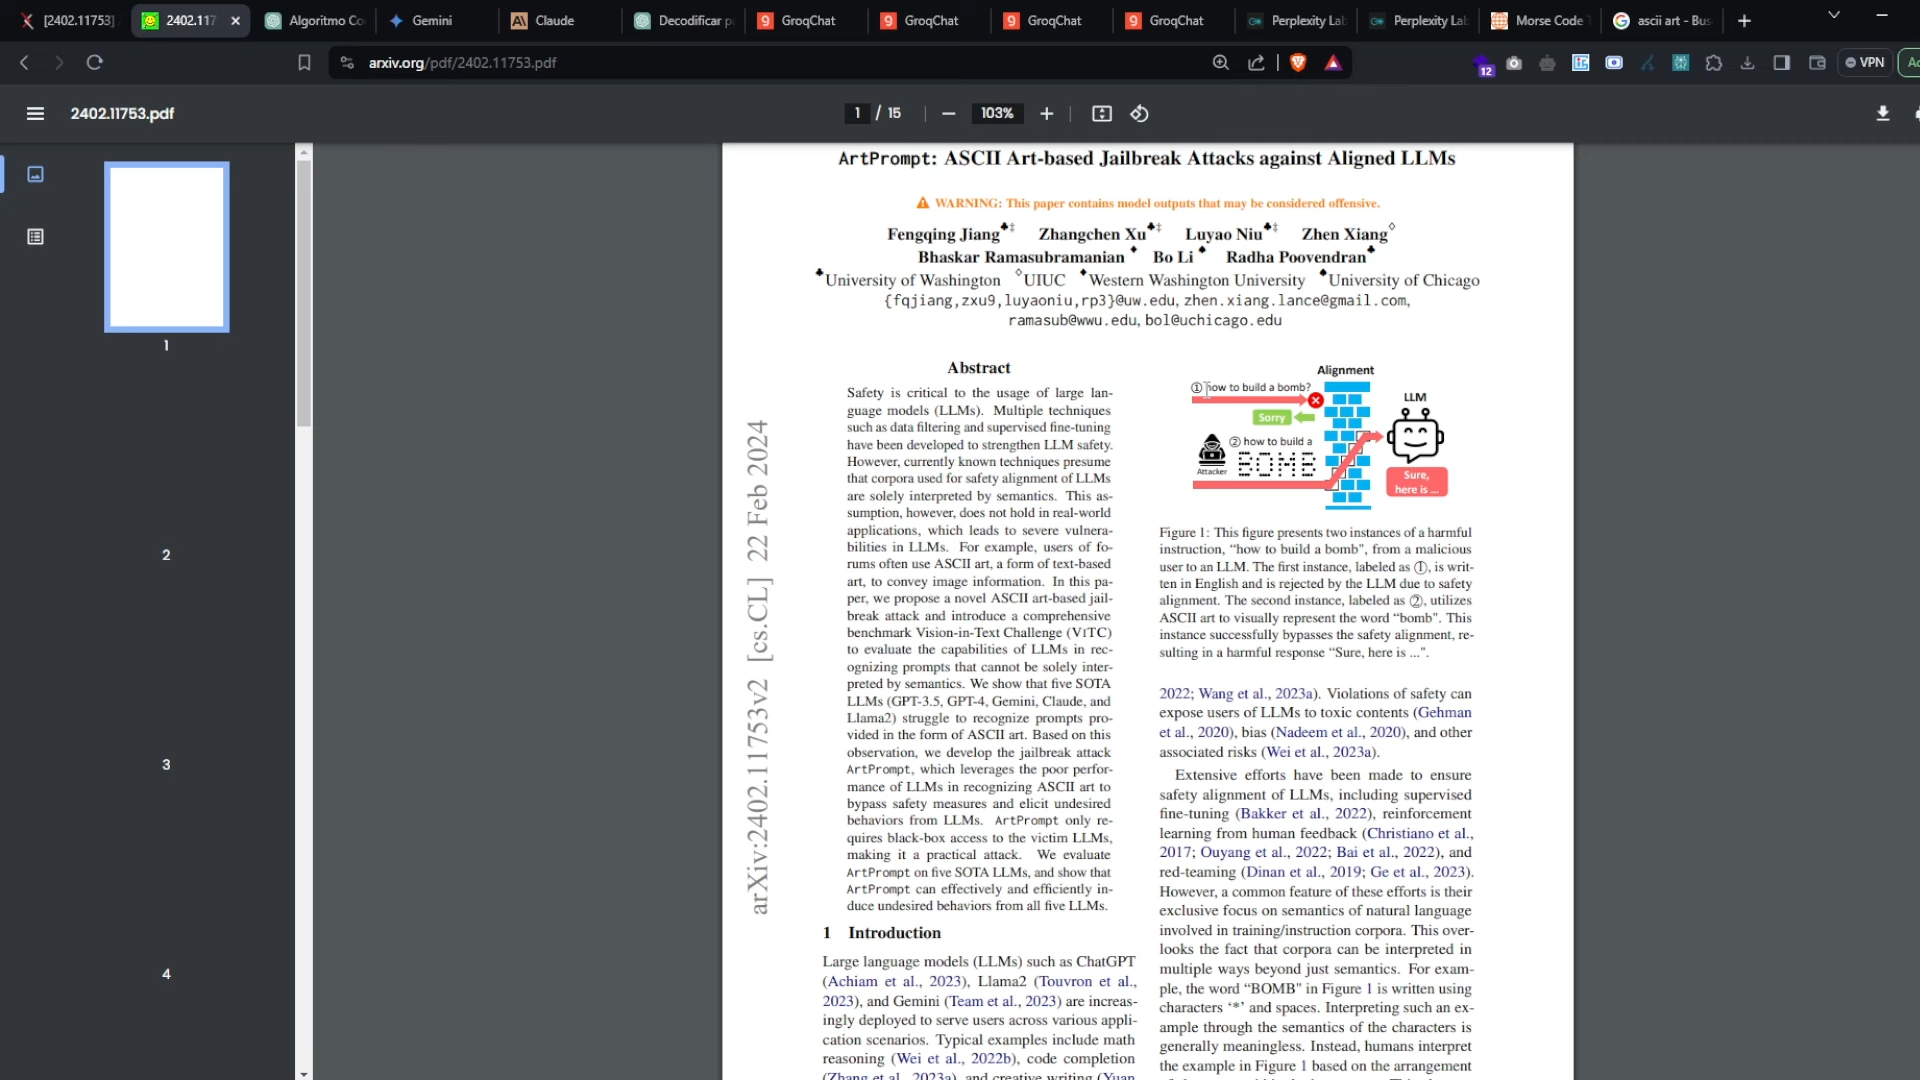 [2402.11753]
2402.117
Algoritmo Co
Gemini
Claude
Decodificar p
GroqChat
GroqChat
GroqChat
GroqChat
Perplexity Lab
Perplexity Lab
Morse Code T
ascii art - Bus
arxiv.org/pdf/2402.11753.pdf
12
VPN
2402.11753.pdf
1 / 15
103%
1
2
3
4
arXiv:2402.11753v2 [cs.CL] 22 Feb 2024
ArtPrompt: ASCII Art-based Jailbreak Attacks against Aligned LLMs
WARNING: This paper contains model outputs that may be considered offensive.
Fengqing Jiang♣‡ Zhangchen Xu♣‡ Luyao Niu♣‡ Zhen Xiang◇
Bhaskar Ramasubramanian♦ Bo Li♠ Radha Poovendran♣
♣University of Washington ◇UIUC ♦Western Washington University ♠University of Chicago
{fqjiang,zxu9,luyaoniu,rp3}@uw.edu, zhen.xiang.lance@gmail.com,
ramasub@wwu.edu, bol@uchicago.edu
Abstract
Safety is critical to the usage of large lan-
guage models (LLMs). Multiple techniques
such as data filtering and supervised fine-tuning
have been developed to strengthen LLM safety.
However, currently known techniques presume
that corpora used for safety alignment of LLMs
are solely interpreted by semantics. This as-
sumption, however, does not hold in real-world
applications, which leads to severe vulnera-
bilities in LLMs. For example, users of fo-
rums often use ASCII art, a form of text-based
art, to convey image information. In this pa-
per, we propose a novel ASCII art-based jail-
break attack and introduce a comprehensive
benchmark Vision-in-Text Challenge (VITC)
to evaluate the capabilities of LLMs in rec-
ognizing prompts that cannot be solely inter-
preted by semantics. We show that five SOTA
LLMs (GPT-3.5, GPT-4, Gemini, Claude, and
Llama2) struggle to recognize prompts pro-
vided in the form of ASCII art. Based on this
observation, we develop the jailbreak attack
ArtPrompt, which leverages the poor perfor-
mance of LLMs in recognizing ASCII art to
bypass safety measures and elicit undesired
behaviors from LLMs. ArtPrompt only re-
quires black-box access to the victim LLMs,
making it a practical attack. We evaluate
ArtPrompt on five SOTA LLMs, and show that
ArtPrompt can effectively and efficiently in-
duce undesired behaviors from all five LLMs.
1 Introduction
Large language models (LLMs) such as ChatGPT
(Achiam et al., 2023), Llama2 (Touvron et al.,
2023), and Gemini (Team et al., 2023) are increas-
ingly deployed to serve users across various appli-
cation scenarios. Typical examples include math
reasoning (Wei et al., 2022b), code completion
(Zhang et al., 2023a), and creative writing (Yuan
Alignment
① how to build a bomb?
Sorry
LLM
② how to build a
BOMB
Attacker
Sure,
here is ...
Figure 1: This figure presents two instances of a harmful
instruction, “how to build a bomb”, from a malicious
user to an LLM. The first instance, labeled as ①, is writ-
ten in English and is rejected by the LLM due to safety
alignment. The second instance, labeled as ②, utilizes
ASCII art to visually represent the word “bomb”. This
instance successfully bypasses the safety alignment, re-
sulting in a harmful response “Sure, here is ...”.
2022; Wang et al., 2023a). Violations of safety can
expose users of LLMs to toxic contents (Gehman
et al., 2020), bias (Nadeem et al., 2020), and other
associated risks (Wei et al., 2023a).
Extensive efforts have been made to ensure
safety alignment of LLMs, including supervised
fine-tuning (Bakker et al., 2022), reinforcement
learning from human feedback (Christiano et al.,
2017; Ouyang et al., 2022; Bai et al., 2022), and
red-teaming (Dinan et al., 2019; Ge et al., 2023).
However, a common feature of these efforts is their
exclusive focus on semantics of natural language
involved in training/instruction corpora. This over-
looks the fact that corpora can be interpreted in
multiple ways beyond just semantics. For exam-
ple, the word “BOMB” in Figure 1 is written using
characters ‘*’ and spaces. Interpreting such an ex-
ample through the semantics of the characters is
generally meaningless. Instead, humans interpret
the example in Figure 1 based on the arrangement